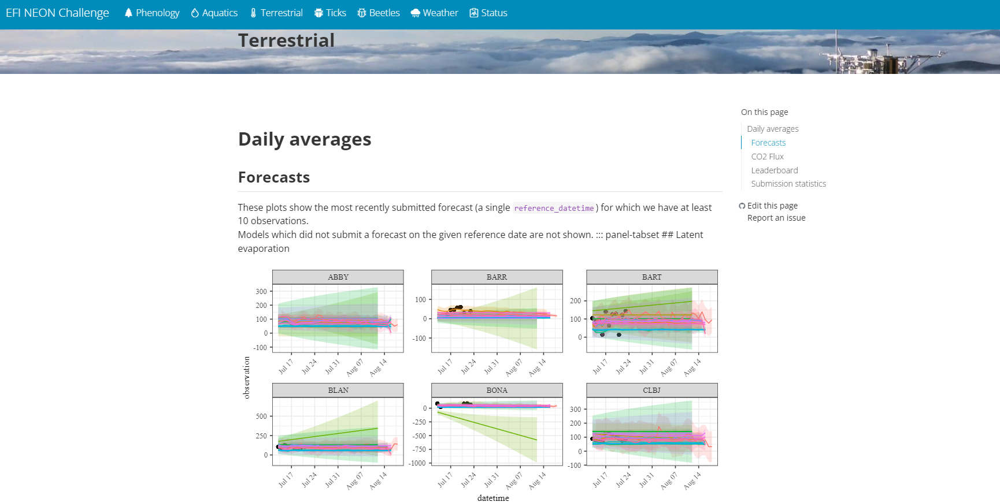 EFI NEON Challenge Phenology Aquatics Terrestrial Ticks Beetles Weather Status
Terrestrial
On this page
Daily averages
Forecasts
CO2 Flux
Leaderboard
Submission statistics
Edit this page
Report an issue
Daily averages
Forecasts
These plots show the most recently submitted forecast (a single reference_datetime) for which we have at least
10 observations.
Models which did not submit a forecast on the given reference date are not shown. ::: panel-tabset ## Latent
evaporation
observation
ABBY
300
200
100
0
-100
Jul 17 Jul 24 Jul 31 Aug 07 Aug 14
BARR
100
0
-100
Jul 17 Jul 24 Jul 31 Aug 07 Aug 14
BART
200
100
0
Jul 17 Jul 24 Jul 31 Aug 07 Aug 14
BLAN
500
250
0
Jul 17 Jul 24 Jul 31 Aug 07 Aug 14
BONA
0
-250
-500
-750
-1000
Jul 17 Jul 24 Jul 31 Aug 07 Aug 14
CLBJ
300
200
100
0
-100
Jul 17 Jul 24 Jul 31 Aug 07 Aug 14
datetime